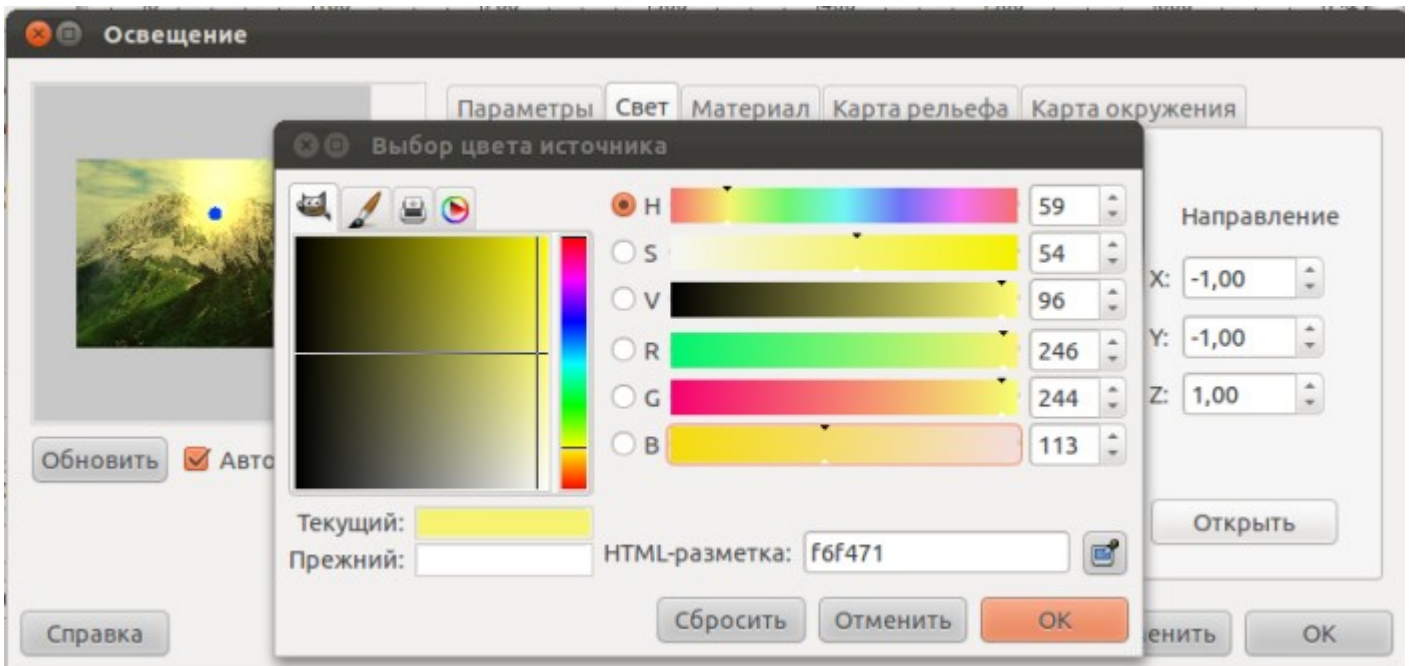 Освещение
Параметры Свет Материал Карта рельефа Карта окружения
Выбор цвета источника
H 59
S 54
V 96
R 246
G 244
B 113
Направление
X: -1,00
Y: -1,00
Z: 1,00
Обновить Авто
Текущий:
Прежний:
HTML-разметка: f6f471
Открыть
Сбросить Отменить OK
Справка
енить OK